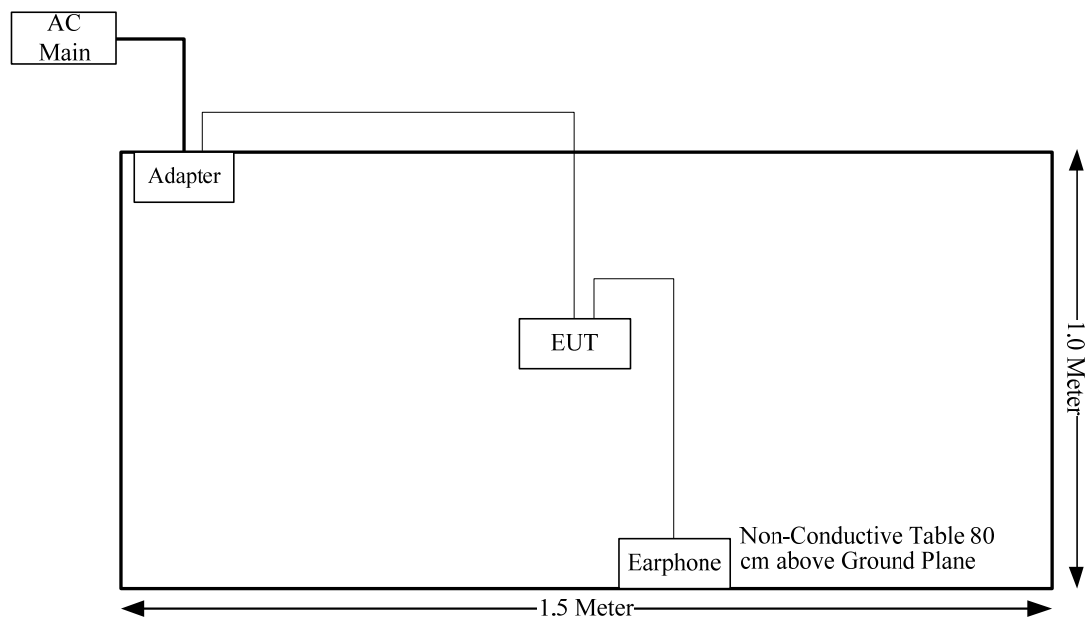 AC
Main
Adapter
EUT
1.0 Meter
Earphone
Non-Conductive Table 80
cm above Ground Plane
1.5 Meter